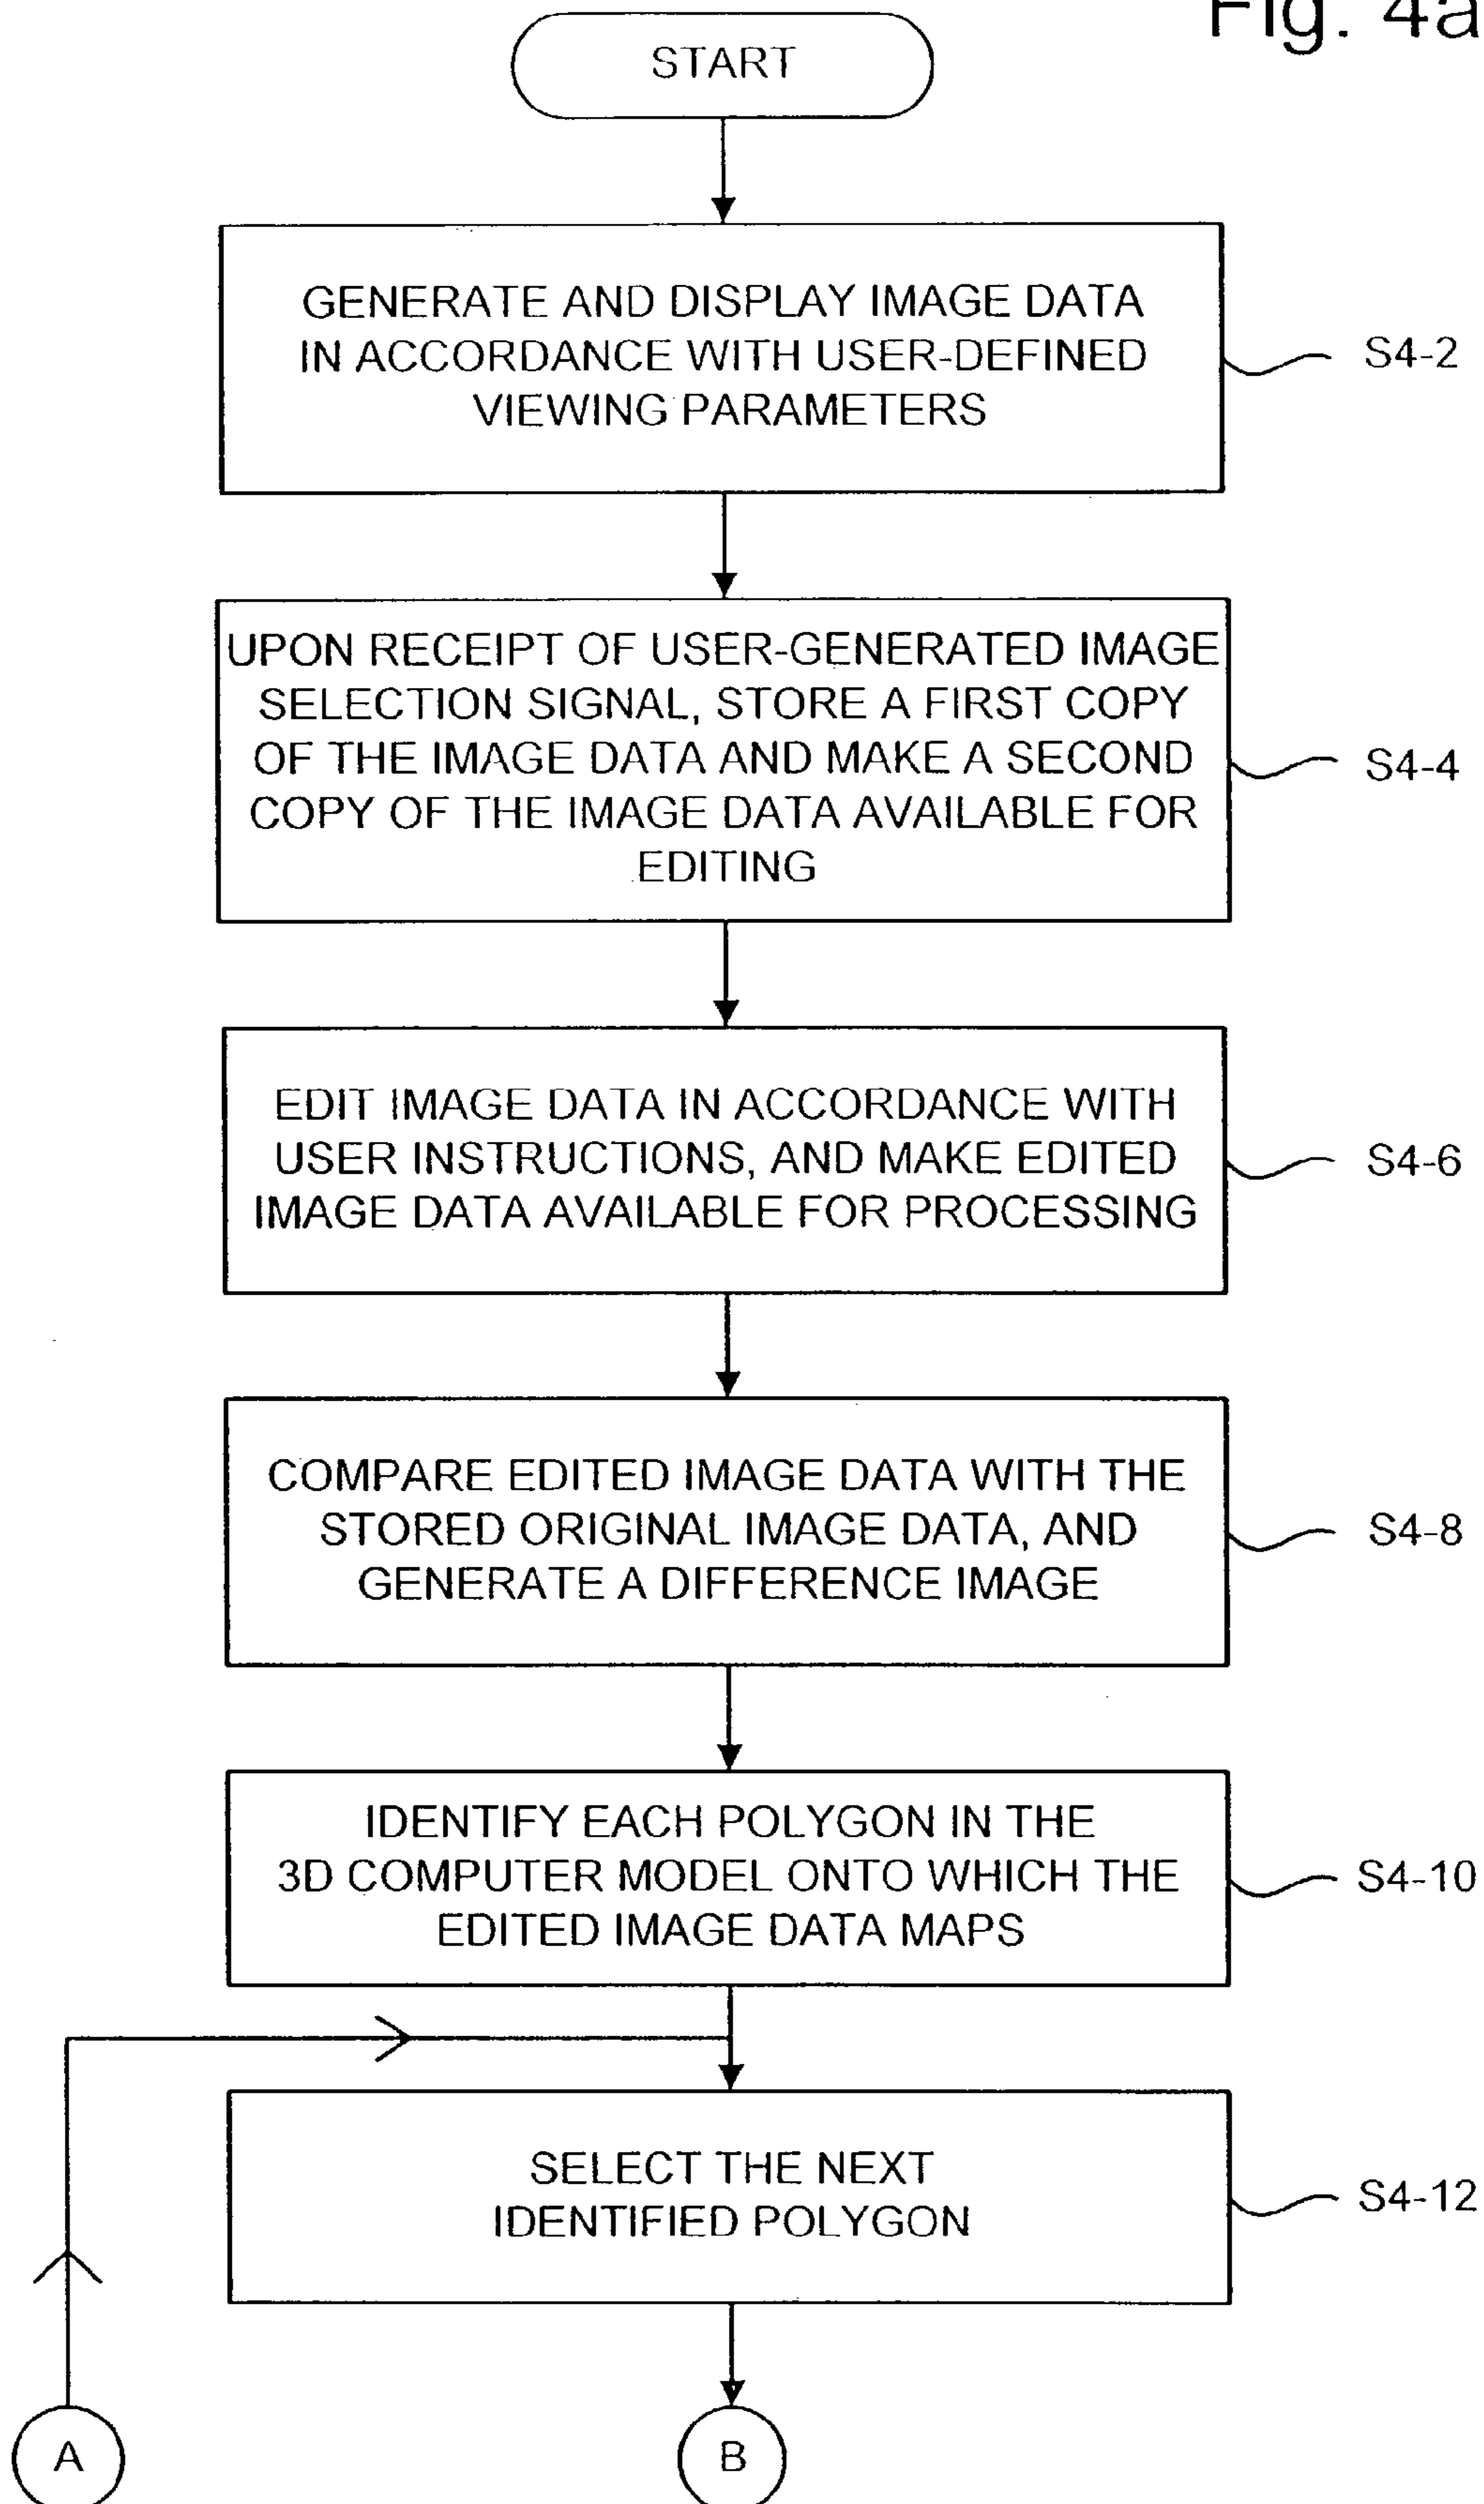 Fig. 4a
START
GENERATE AND DISPLAY IMAGE DATA
IN ACCORDANCE WITH USER-DEFINED
VIEWING PARAMETERS
S4-2
UPON RECEIPT OF USER-GENERATED IMAGE
SELECTION SIGNAL, STORE A FIRST COPY
OF THE IMAGE DATA AND MAKE A SECOND
COPY OF THE IMAGE DATA AVAILABLE FOR
EDITING
S4-4
EDIT IMAGE DATA IN ACCORDANCE WITH
USER INSTRUCTIONS, AND MAKE EDITED
IMAGE DATA AVAILABLE FOR PROCESSING
S4-6
COMPARE EDITED IMAGE DATA WITH THE
STORED ORIGINAL IMAGE DATA, AND
GENERATE A DIFFERENCE IMAGE
S4-8
IDENTIFY EACH POLYGON IN THE
3D COMPUTER MODEL ONTO WHICH THE
EDITED IMAGE DATA MAPS
S4-10
SELECT THE NEXT
IDENTIFIED POLYGON
S4-12
A
B